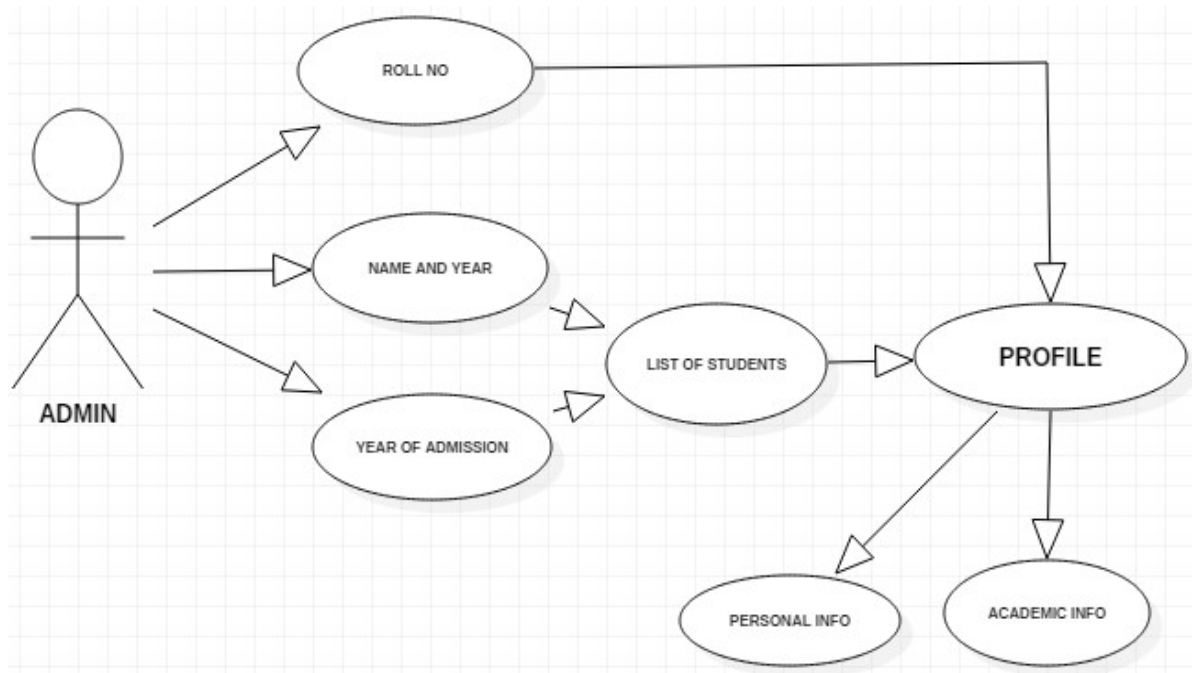 ROLL NO
NAME AND YEAR
LIST OF STUDENTS
PROFILE
ADMIN
YEAR OF ADMISSION
PERSONAL INFO
ACADEMIC INFO